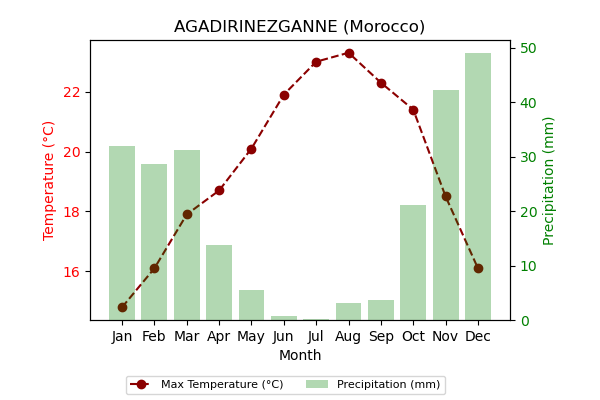 AGADIRINEZGANNE (Morocco)
22
20
18
16
Temperature (°C)
50
40
30
20
10
0
Precipitation (mm)
Jan Feb Mar Apr May Jun Jul Aug Sep Oct Nov Dec
Month
Max Temperature (°C) Precipitation (mm)